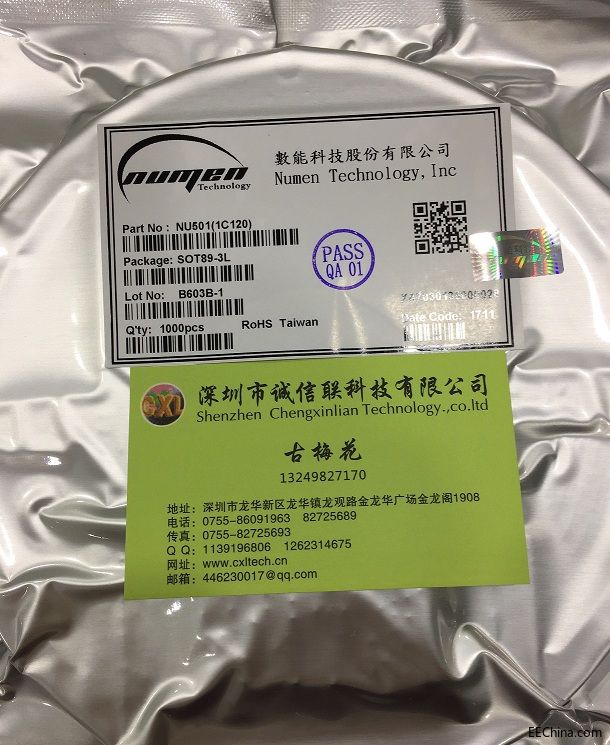 numen
Technology
數能科技股份有限公司
Numen Technology,Inc
Part No : NU501(1C120)
Package: SOT89-3L
Lot No: B603B-1
Q'ty: 1000pcs
RoHS Taiwan
PASS
QA 01
Date Code: 1711
CXL
深圳市诚信联科技有限公司
Shenzhen Chengxinlian Technology.,co.ltd
古梅花
13249827170
地址：深圳市龙华新区龙华镇龙观路金龙华广场金龙阁1908
电话：0755-86091963 82725689
传真：0755-82725693
Q Q：1139196806 1262314675
网址：www.cxltech.cn
邮箱：446230017@qq.com
EEChina.com